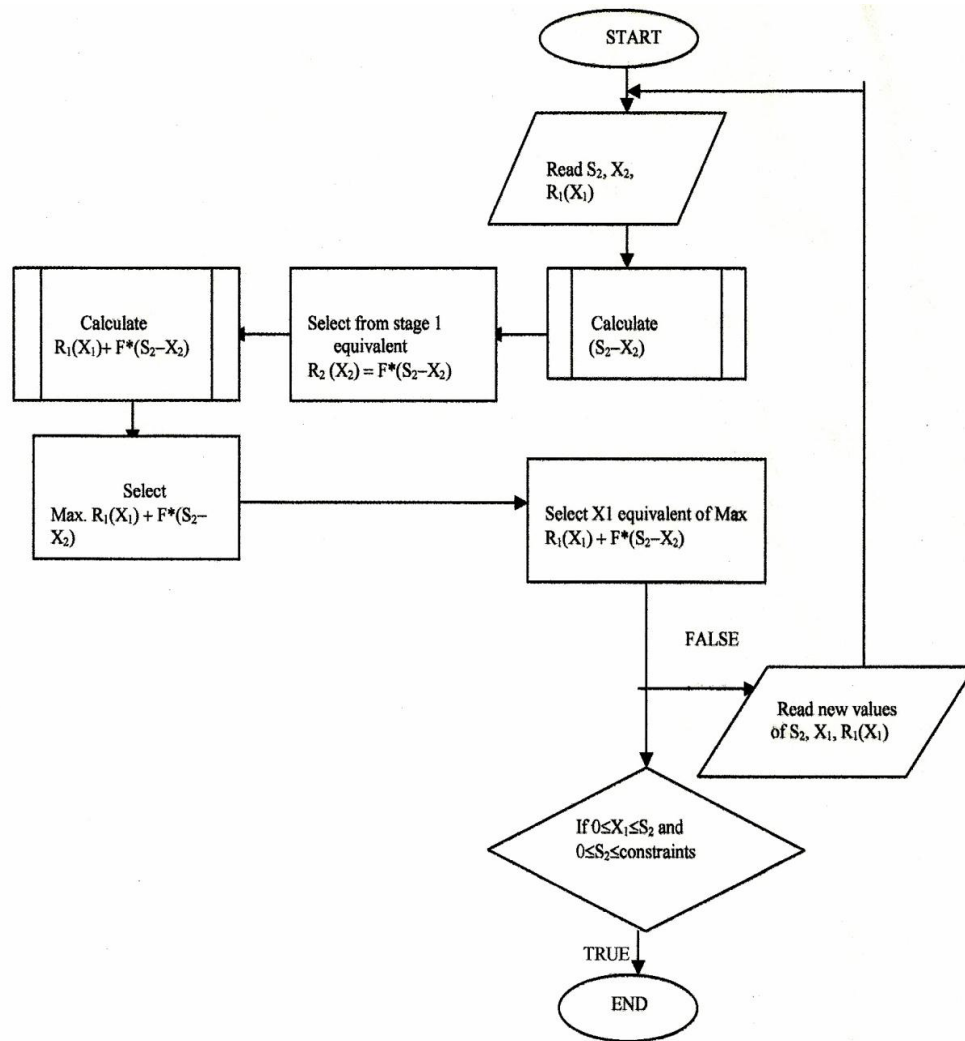 START
Read S₂, X₂,
R₁(X₁)
Calculate
(S₂–X₂)
Select from stage 1
equivalent
R₂ (X₂) = F*(S₂–X₂)
Calculate
R₁(X₁)+ F*(S₂–X₂)
Select
Max. R₁(X₁) + F*(S₂–
X₂)
Select X1 equivalent of Max
R₁(X₁) + F*(S₂–X₂)
FALSE
Read new values
of S₂, X₁, R₁(X₁)
If 0≤X₁≤S₂ and
0≤S₂≤constraints
TRUE
END